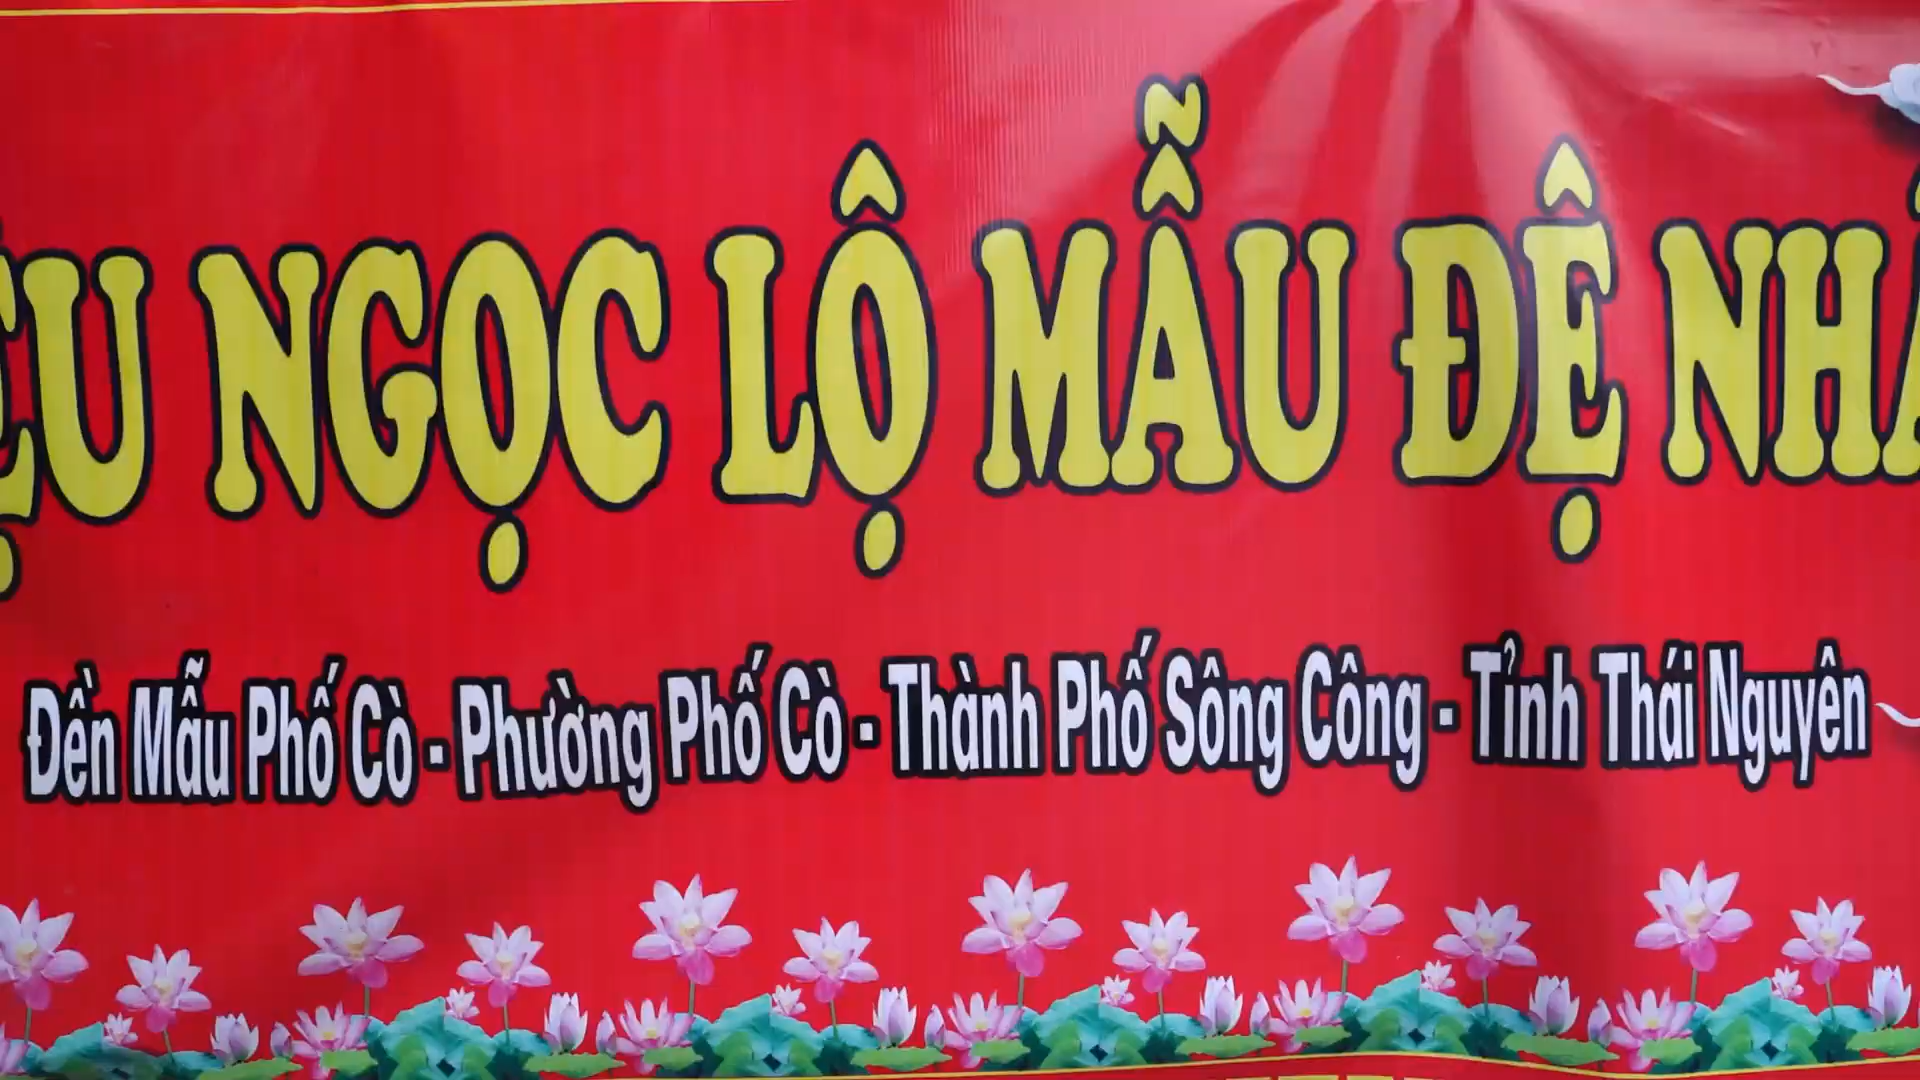 NGỌC LỘ MẪU ĐỆ
Đền Mẫu Phố Cò - Phường Phố Cò - Thành Phố Sông Công - Tỉnh Thái Nguyên